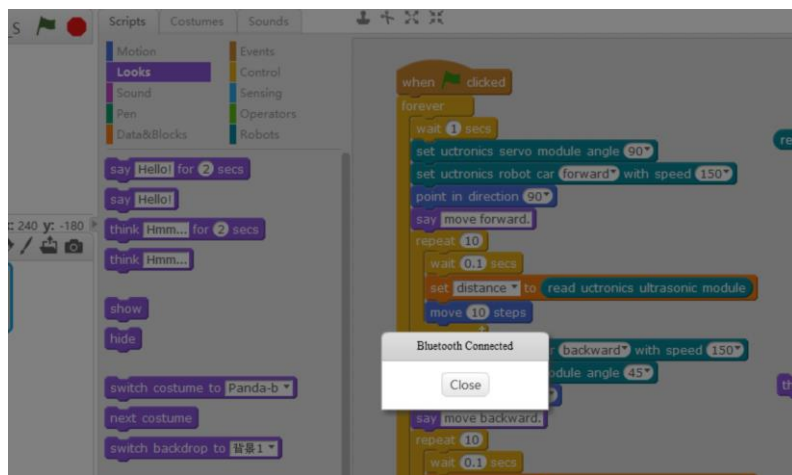 _S
Scripts Costumes Sounds
Motion Events
Looks Control
Sound Sensing
Pen Operators
Data&Blocks Robots
say Hello! for 2 secs
say Hello!
240 y: -180
think Hmm... for 2 secs
think Hmm...
show
hide
switch costume to Panda-b
next costume
switch backdrop to 背景1
when clicked
forever
wait 1 secs
set uctronics servo module angle 90
re
set uctronics robot car forward with speed 150
point in direction 90
say move forward.
repeat 10
wait 0.1 secs
set distance to read uctronics ultrasonic module
move 10 steps
Bluetooth Connected
Close
backward with speed 150
angle 45
th
say move backward.
repeat 10
wait 0.1 secs